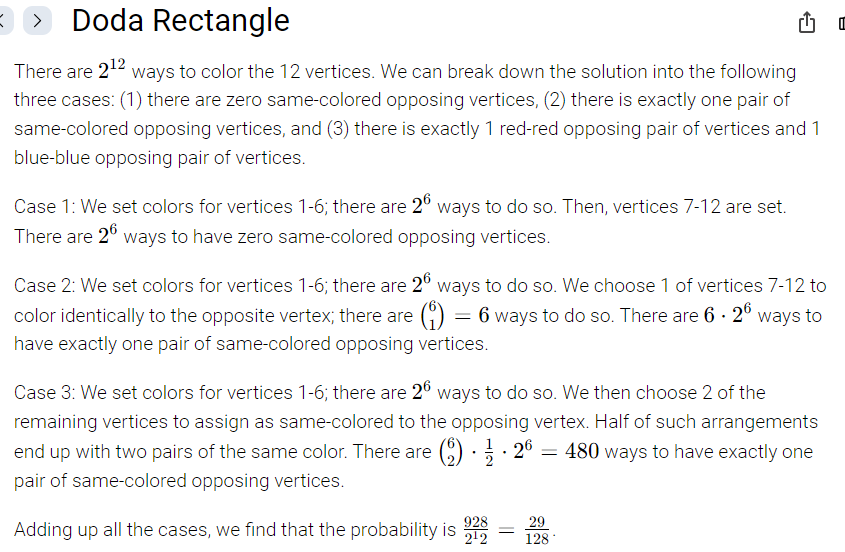 Doda Rectangle
There are 2^12 ways to color the 12 vertices. We can break down the solution into the following
three cases: (1) there are zero same-colored opposing vertices, (2) there is exactly one pair of
same-colored opposing vertices, and (3) there is exactly 1 red-red opposing pair of vertices and 1
blue-blue opposing pair of vertices.
Case 1: We set colors for vertices 1-6; there are 2^6 ways to do so. Then, vertices 7-12 are set.
There are 2^6 ways to have zero same-colored opposing vertices.
Case 2: We set colors for vertices 1-6; there are 2^6 ways to do so. We choose 1 of vertices 7-12 to
color identically to the opposite vertex; there are \binom{6}{1} = 6 ways to do so. There are 6 · 2^6 ways to
have exactly one pair of same-colored opposing vertices.
Case 3: We set colors for vertices 1-6; there are 2^6 ways to do so. We then choose 2 of the
remaining vertices to assign as same-colored to the opposing vertex. Half of such arrangements
end up with two pairs of the same color. There are \binom{6}{2} · \frac{1}{2} · 2^6 = 480 ways to have exactly one
pair of same-colored opposing vertices.
Adding up all the cases, we find that the probability is \frac{928}{2^12} = \frac{29}{128}.